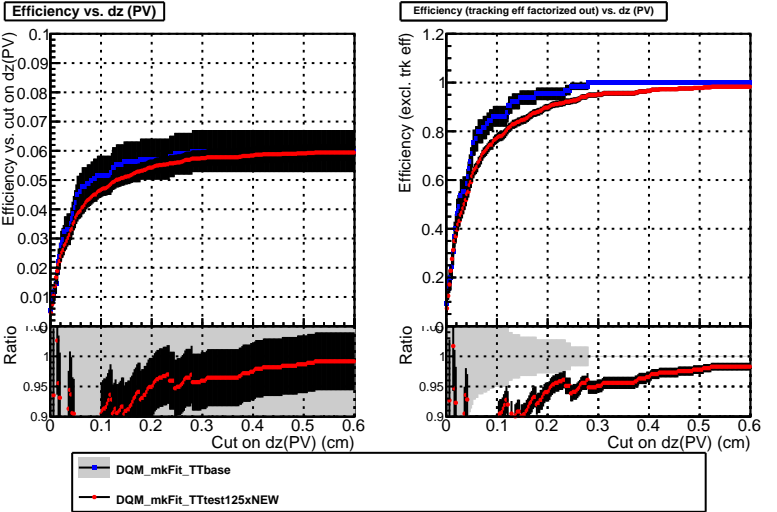 Efficiency vs. dz (PV)
Efficiency vs. cut on dz(PV)
0.1
0.09
0.08
0.07
0.06
0.05
0.04
0.03
0.02
0.01
Ratio
1
0.95
0.9
0 0.1 0.2 0.3 0.4 0.5 0.6
Cut on dz(PV) (cm)
Efficiency (tracking eff factorized out) vs. dz (PV)
Efficiency (excl. trk eff)
1.2
1
0.8
0.6
0.4
0.2
Ratio
1
0.95
0.9
0 0.1 0.2 0.3 0.4 0.5 0.6
Cut on dz(PV) (cm)
DQM_mkFit_TTbase
DQM_mkFit_TTtest125xNEW